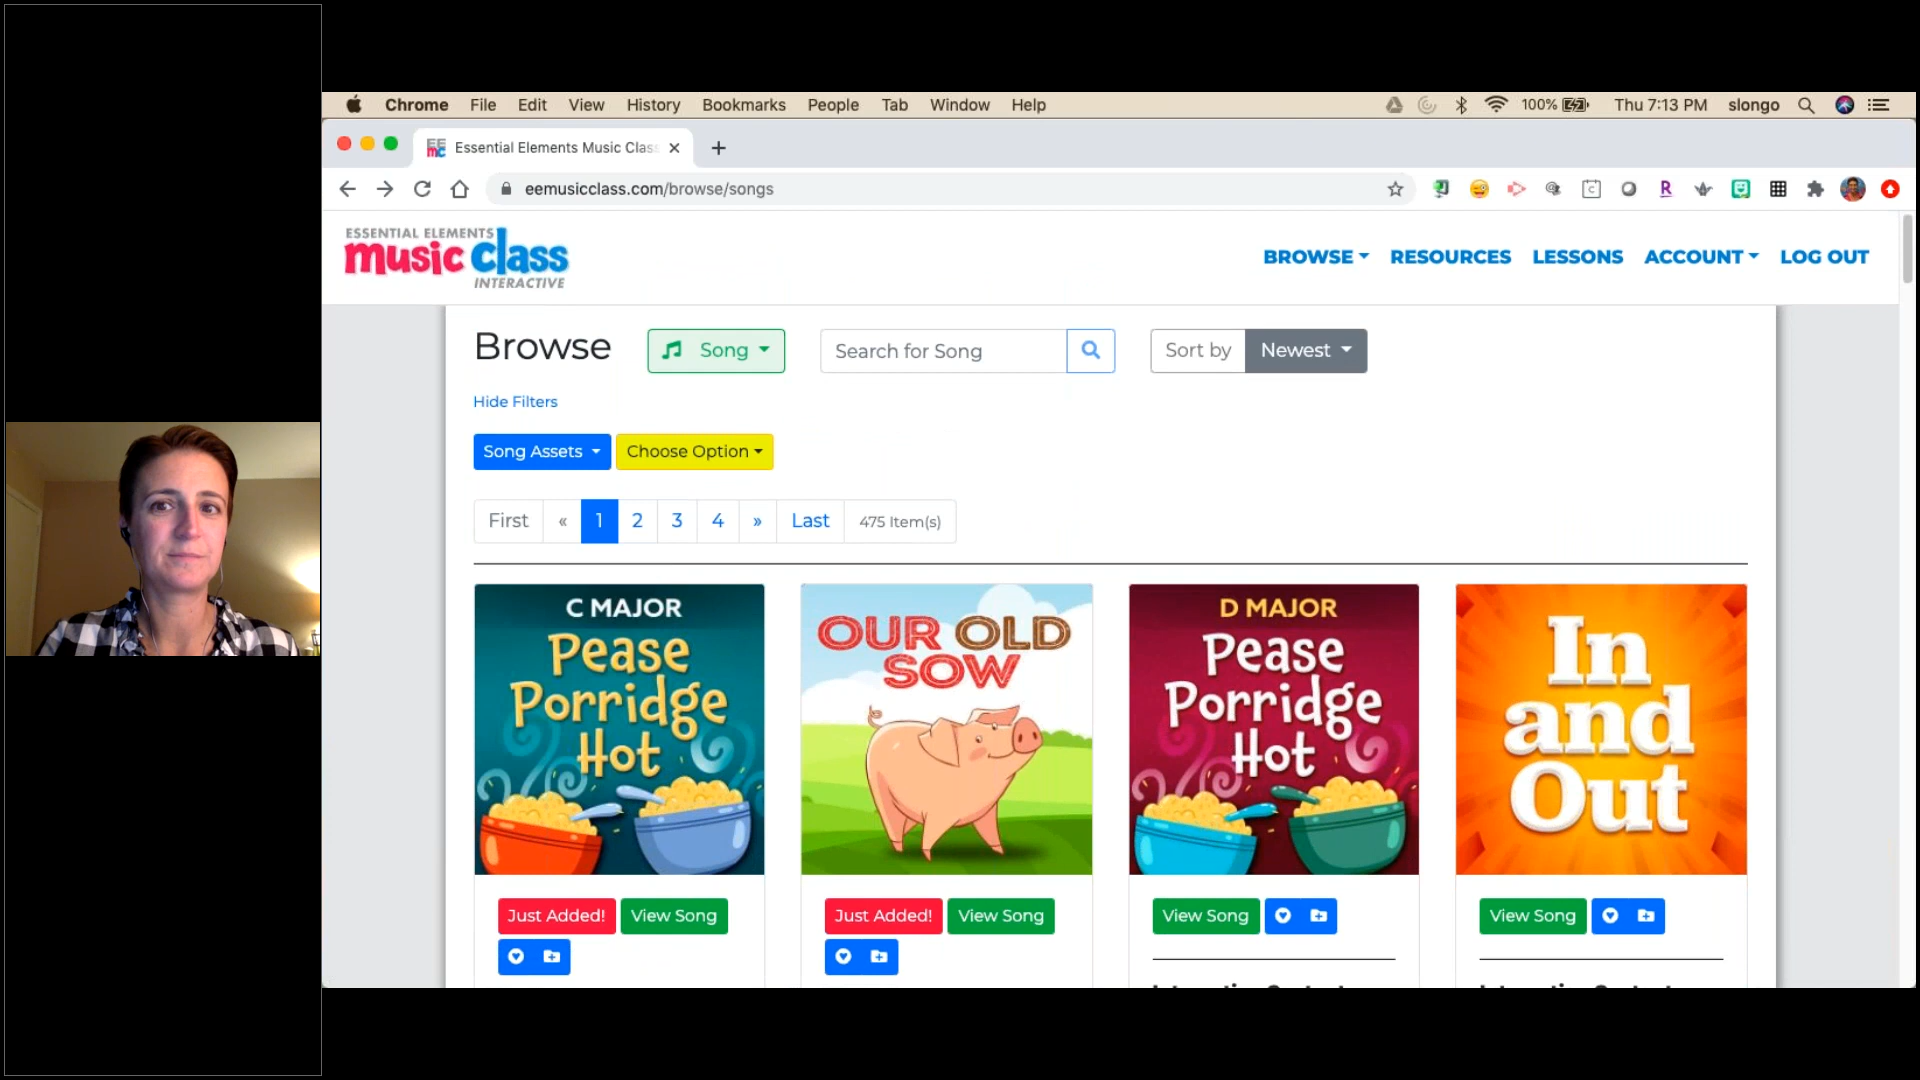 Chrome File Edit View History Bookmarks People Tab Window Help 100% Thu 7:13 PM slongo
Essential Elements Music Clas
eemusicclass.com/browse/songs
ESSENTIAL ELEMENTS
music class
INTERACTIVE
BROWSE RESOURCES LESSONS ACCOUNT LOG OUT
Browse Song Search for Song Sort by Newest
Hide Filters
Song Assets Choose Option
First « 1 2 3 4 » Last 475 Item(s)
C MAJOR
Pease
Porridge
Hot
OUR OLD
SOW
D MAJOR
Pease
Porridge
Hot
In
and
Out
Just Added! View Song
Just Added! View Song
View Song
View Song